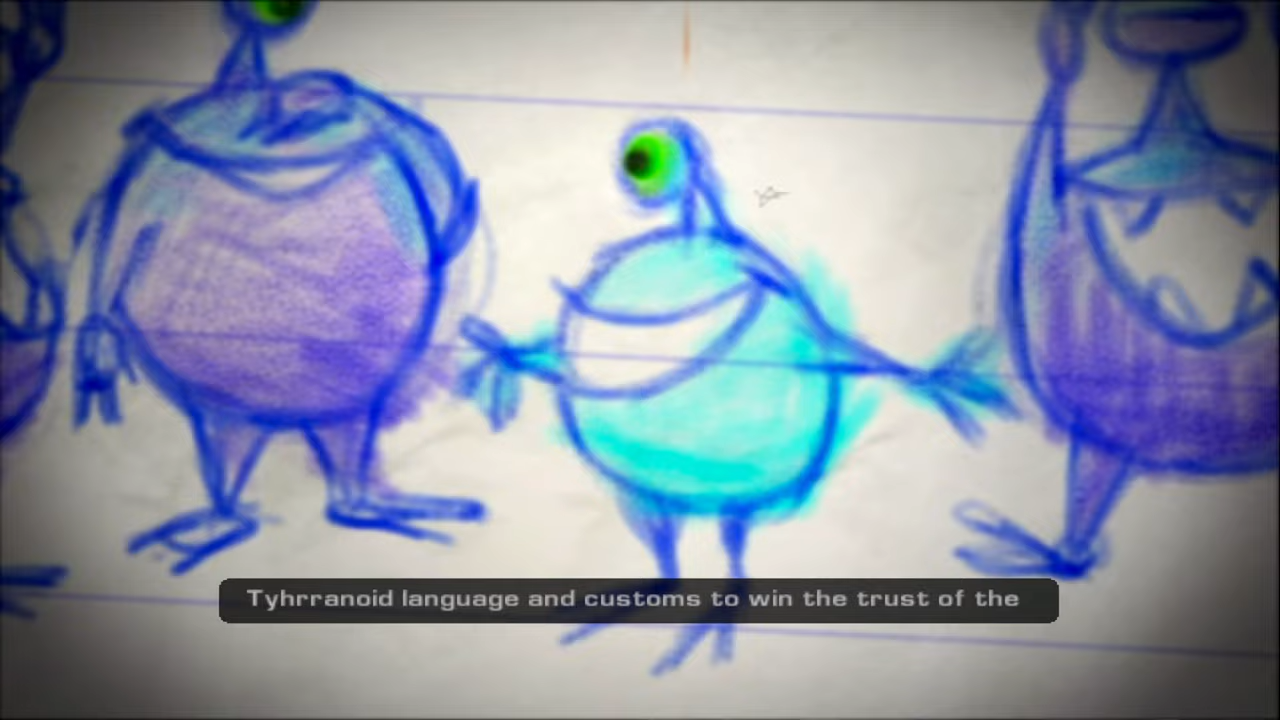 Tyhrranoid language and customs to win the trust of the